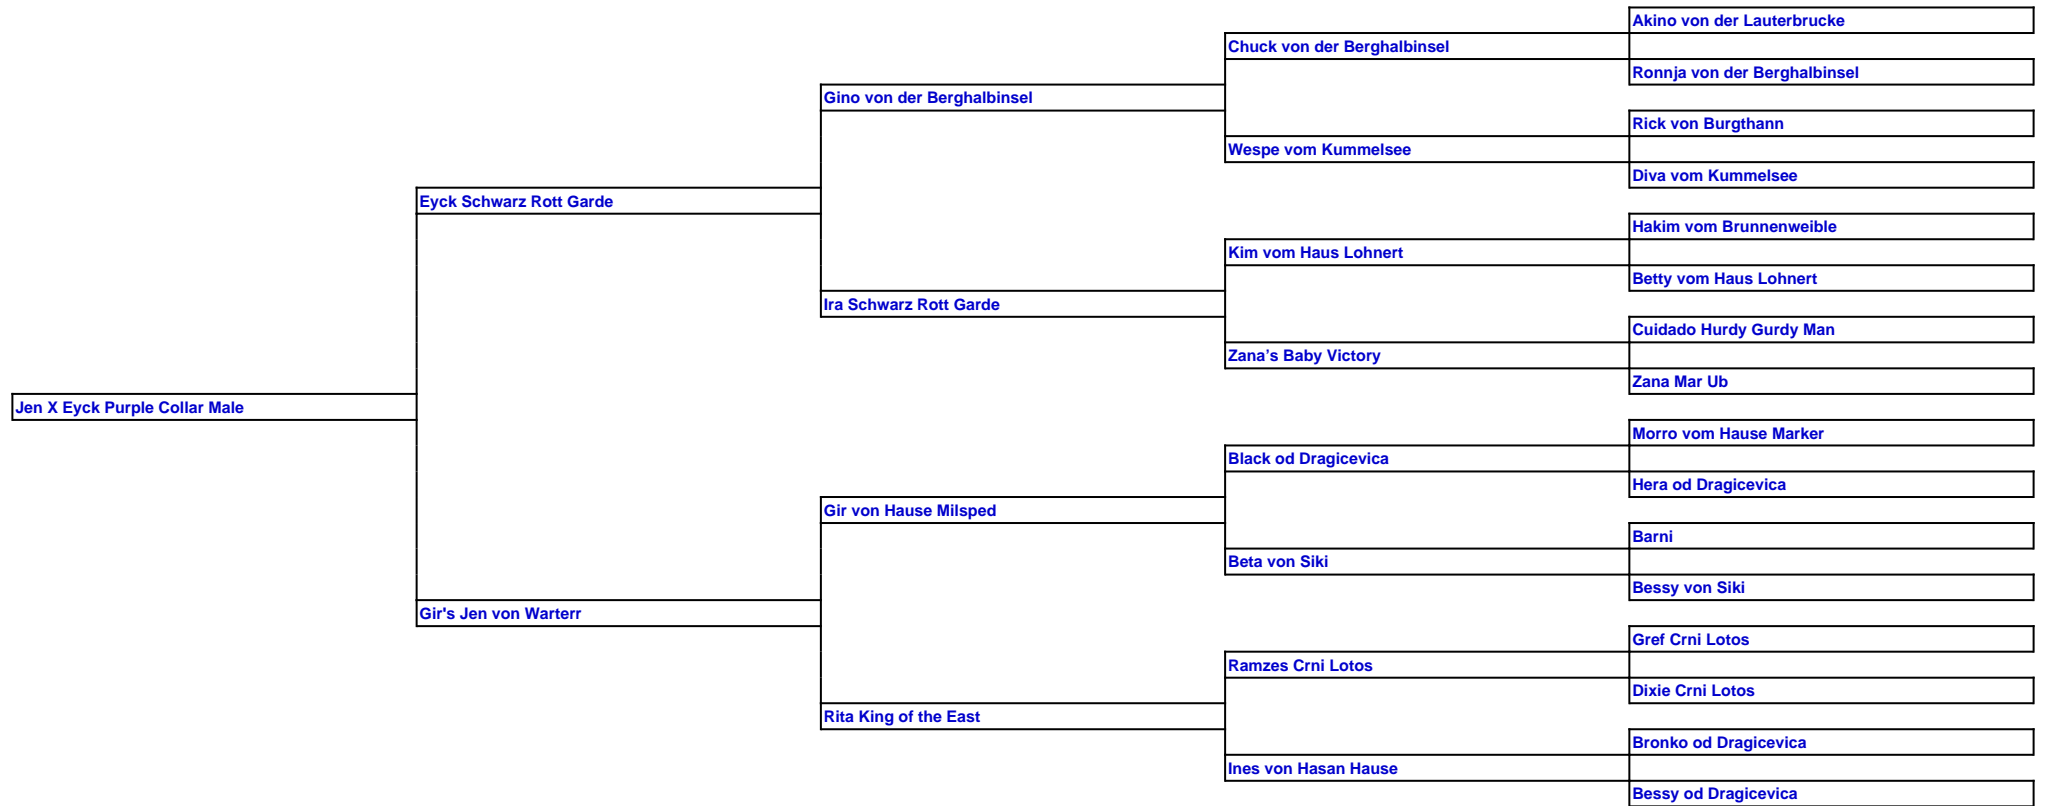 Akino von der Lauterbrucke
Chuck von der Berghalbinsel
Ronnja von der Berghalbinsel
Gino von der Berghalbinsel
Rick von Burgthann
Wespe vom Kummelsee
Diva vom Kummelsee
Eyck Schwarz Rott Garde
Hakim vom Brunnenweible
Kim vom Haus Lohnert
Betty vom Haus Lohnert
Ira Schwarz Rott Garde
Cuidado Hurdy Gurdy Man
Zana’s Baby Victory
Zana Mar Ub
Jen X Eyck Purple Collar Male
Morro vom Hause Marker
Black od Dragicevica
Hera od Dragicevica
Gir von Hause Milsped
Barni
Beta von Siki
Bessy von Siki
Gir's Jen von Warterr
Gref Crni Lotos
Ramzes Crni Lotos
Dixie Crni Lotos
Rita King of the East
Bronko od Dragicevica
Ines von Hasan Hause
Bessy od Dragicevica